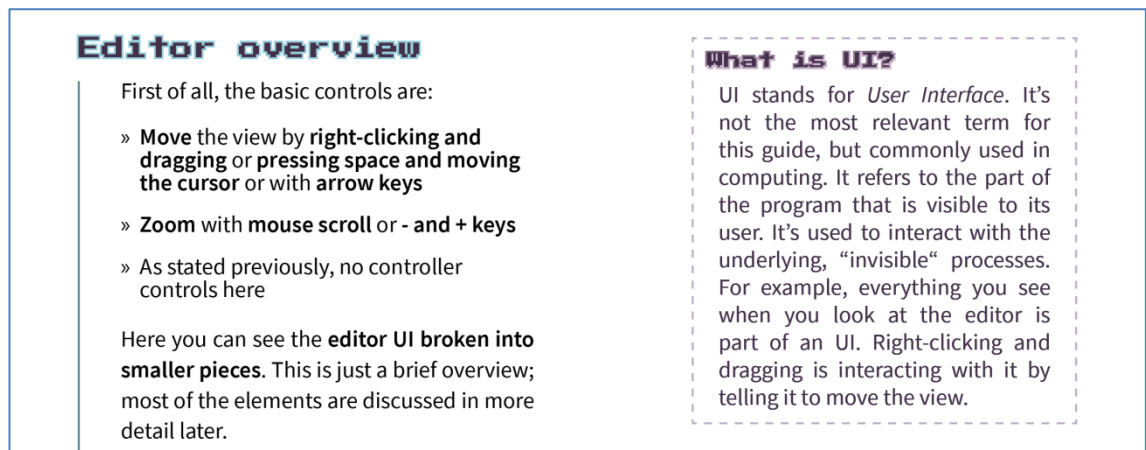 Editor overview
First of all, the basic controls are:
» Move the view by right-clicking and
dragging or pressing space and moving
the cursor or with arrow keys
» Zoom with mouse scroll or - and + keys
» As stated previously, no controller
controls here
Here you can see the editor UI broken into
smaller pieces. This is just a brief overview;
most of the elements are discussed in more
detail later.
What is UI?
UI stands for User Interface. It’s
not the most relevant term for
this guide, but commonly used in
computing. It refers to the part of
the program that is visible to its
user. It’s used to interact with the
underlying, “invisible“ processes.
For example, everything you see
when you look at the editor is
part of an UI. Right-clicking and
dragging is interacting with it by
telling it to move the view.